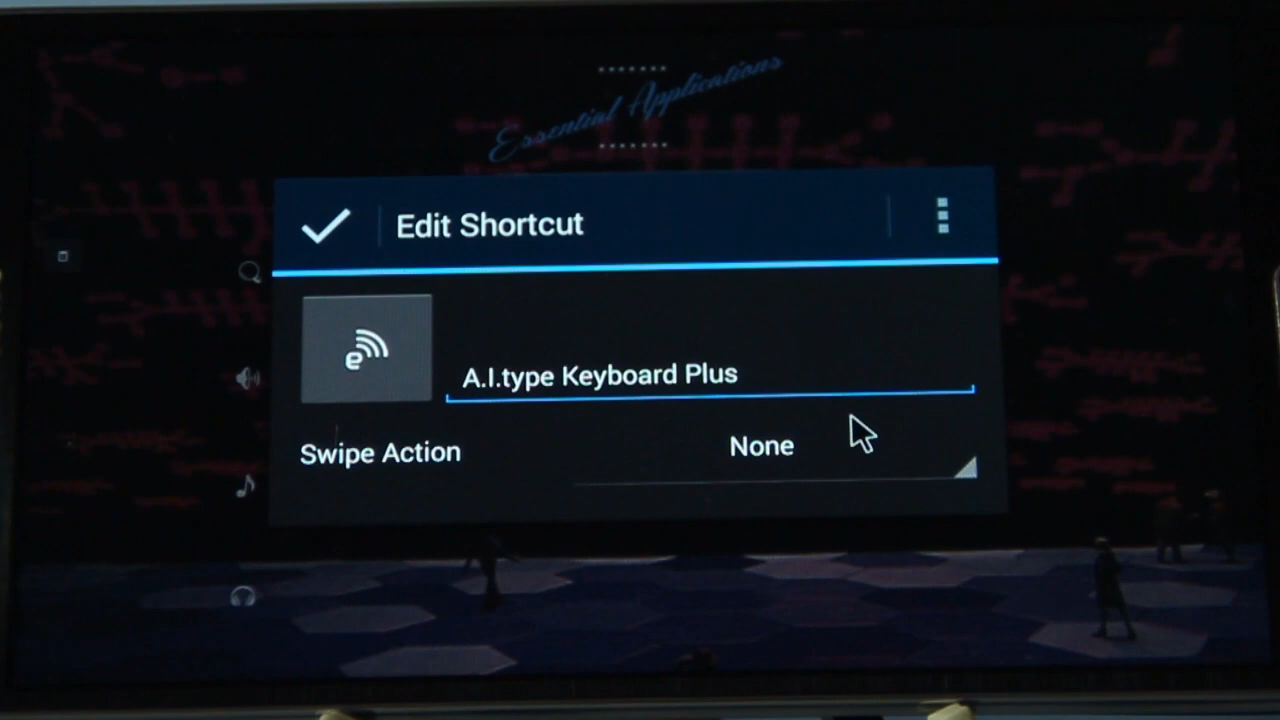 Essential Applications
Edit Shortcut
e
A.I.type Keyboard Plus
Swipe Action
None